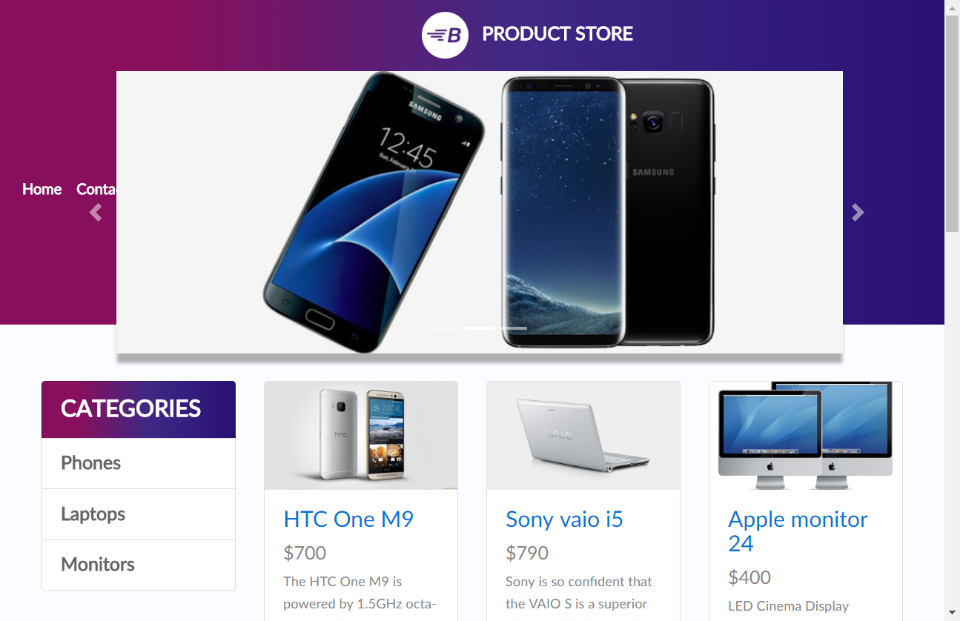 B PRODUCT STORE
Home Conta
SAMSUNG
12:45
SAMSUNG
CATEGORIES
Phones
Laptops
Monitors
hTC
VAIO
HTC One M9
$700
The HTC One M9 is
powered by 1.5GHz octa-
Sony vaio i5
$790
Sony is so confident that
the VAIO S is a superior
Apple monitor
24
$400
LED Cinema Display